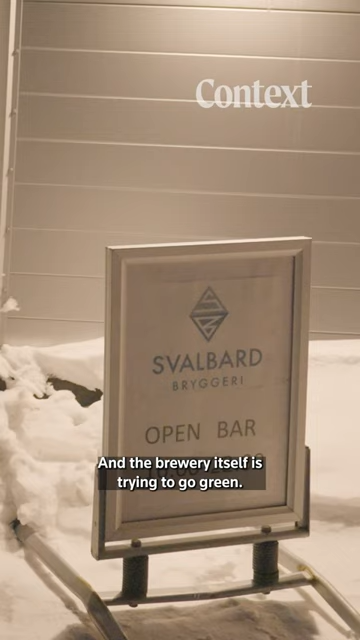 Context
SVALBARD
BRYGGERI
OPEN BAR
And the brewery itself is
trying to go green.